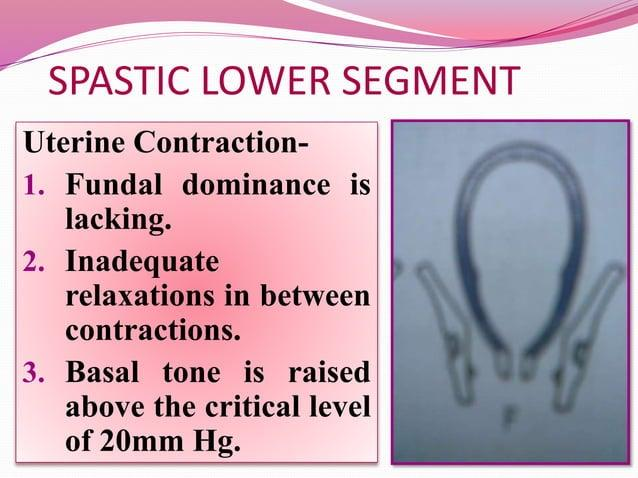 SPASTIC LOWER SEGMENT
Uterine Contraction-
1. Fundal dominance is
lacking.
2. Inadequate
relaxations in between
contractions.
3. Basal tone is raised
above the critical level
of 20mm Hg.
F